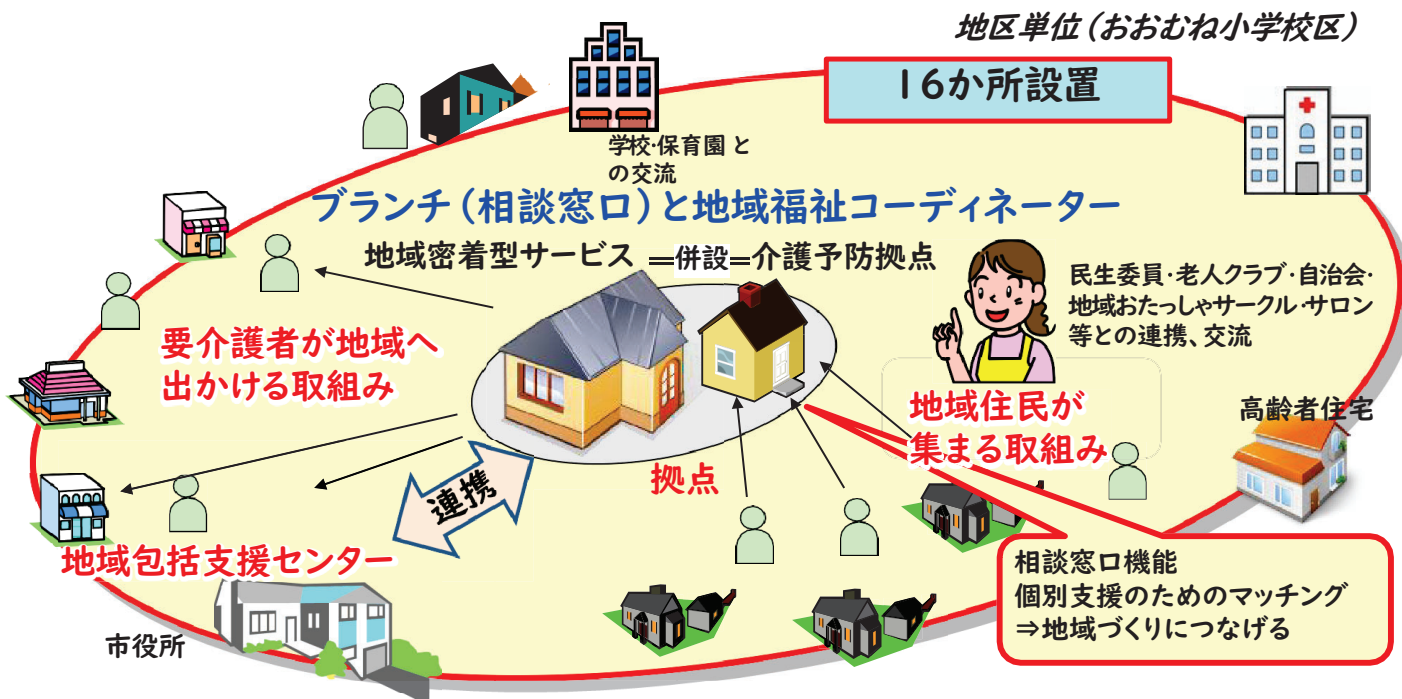 地区単位(おおむね小学校区)
16か所設置
学校・保育園と
の交流
ブランチ(相談窓口)と地域福祉コーディネーター
地域密着型サービス ―併設― 介護予防拠点
民生委員・老人クラブ・自治会・
地域おたっしゃサークル・サロン
等との連携、交流
要介護者が地域へ
出かける取組み
地域住民が
集まる取組み
高齢者住宅
拠点
連携
地域包括支援センター
市役所
相談窓口機能
個別支援のためのマッチング
⇒地域づくりにつなげる